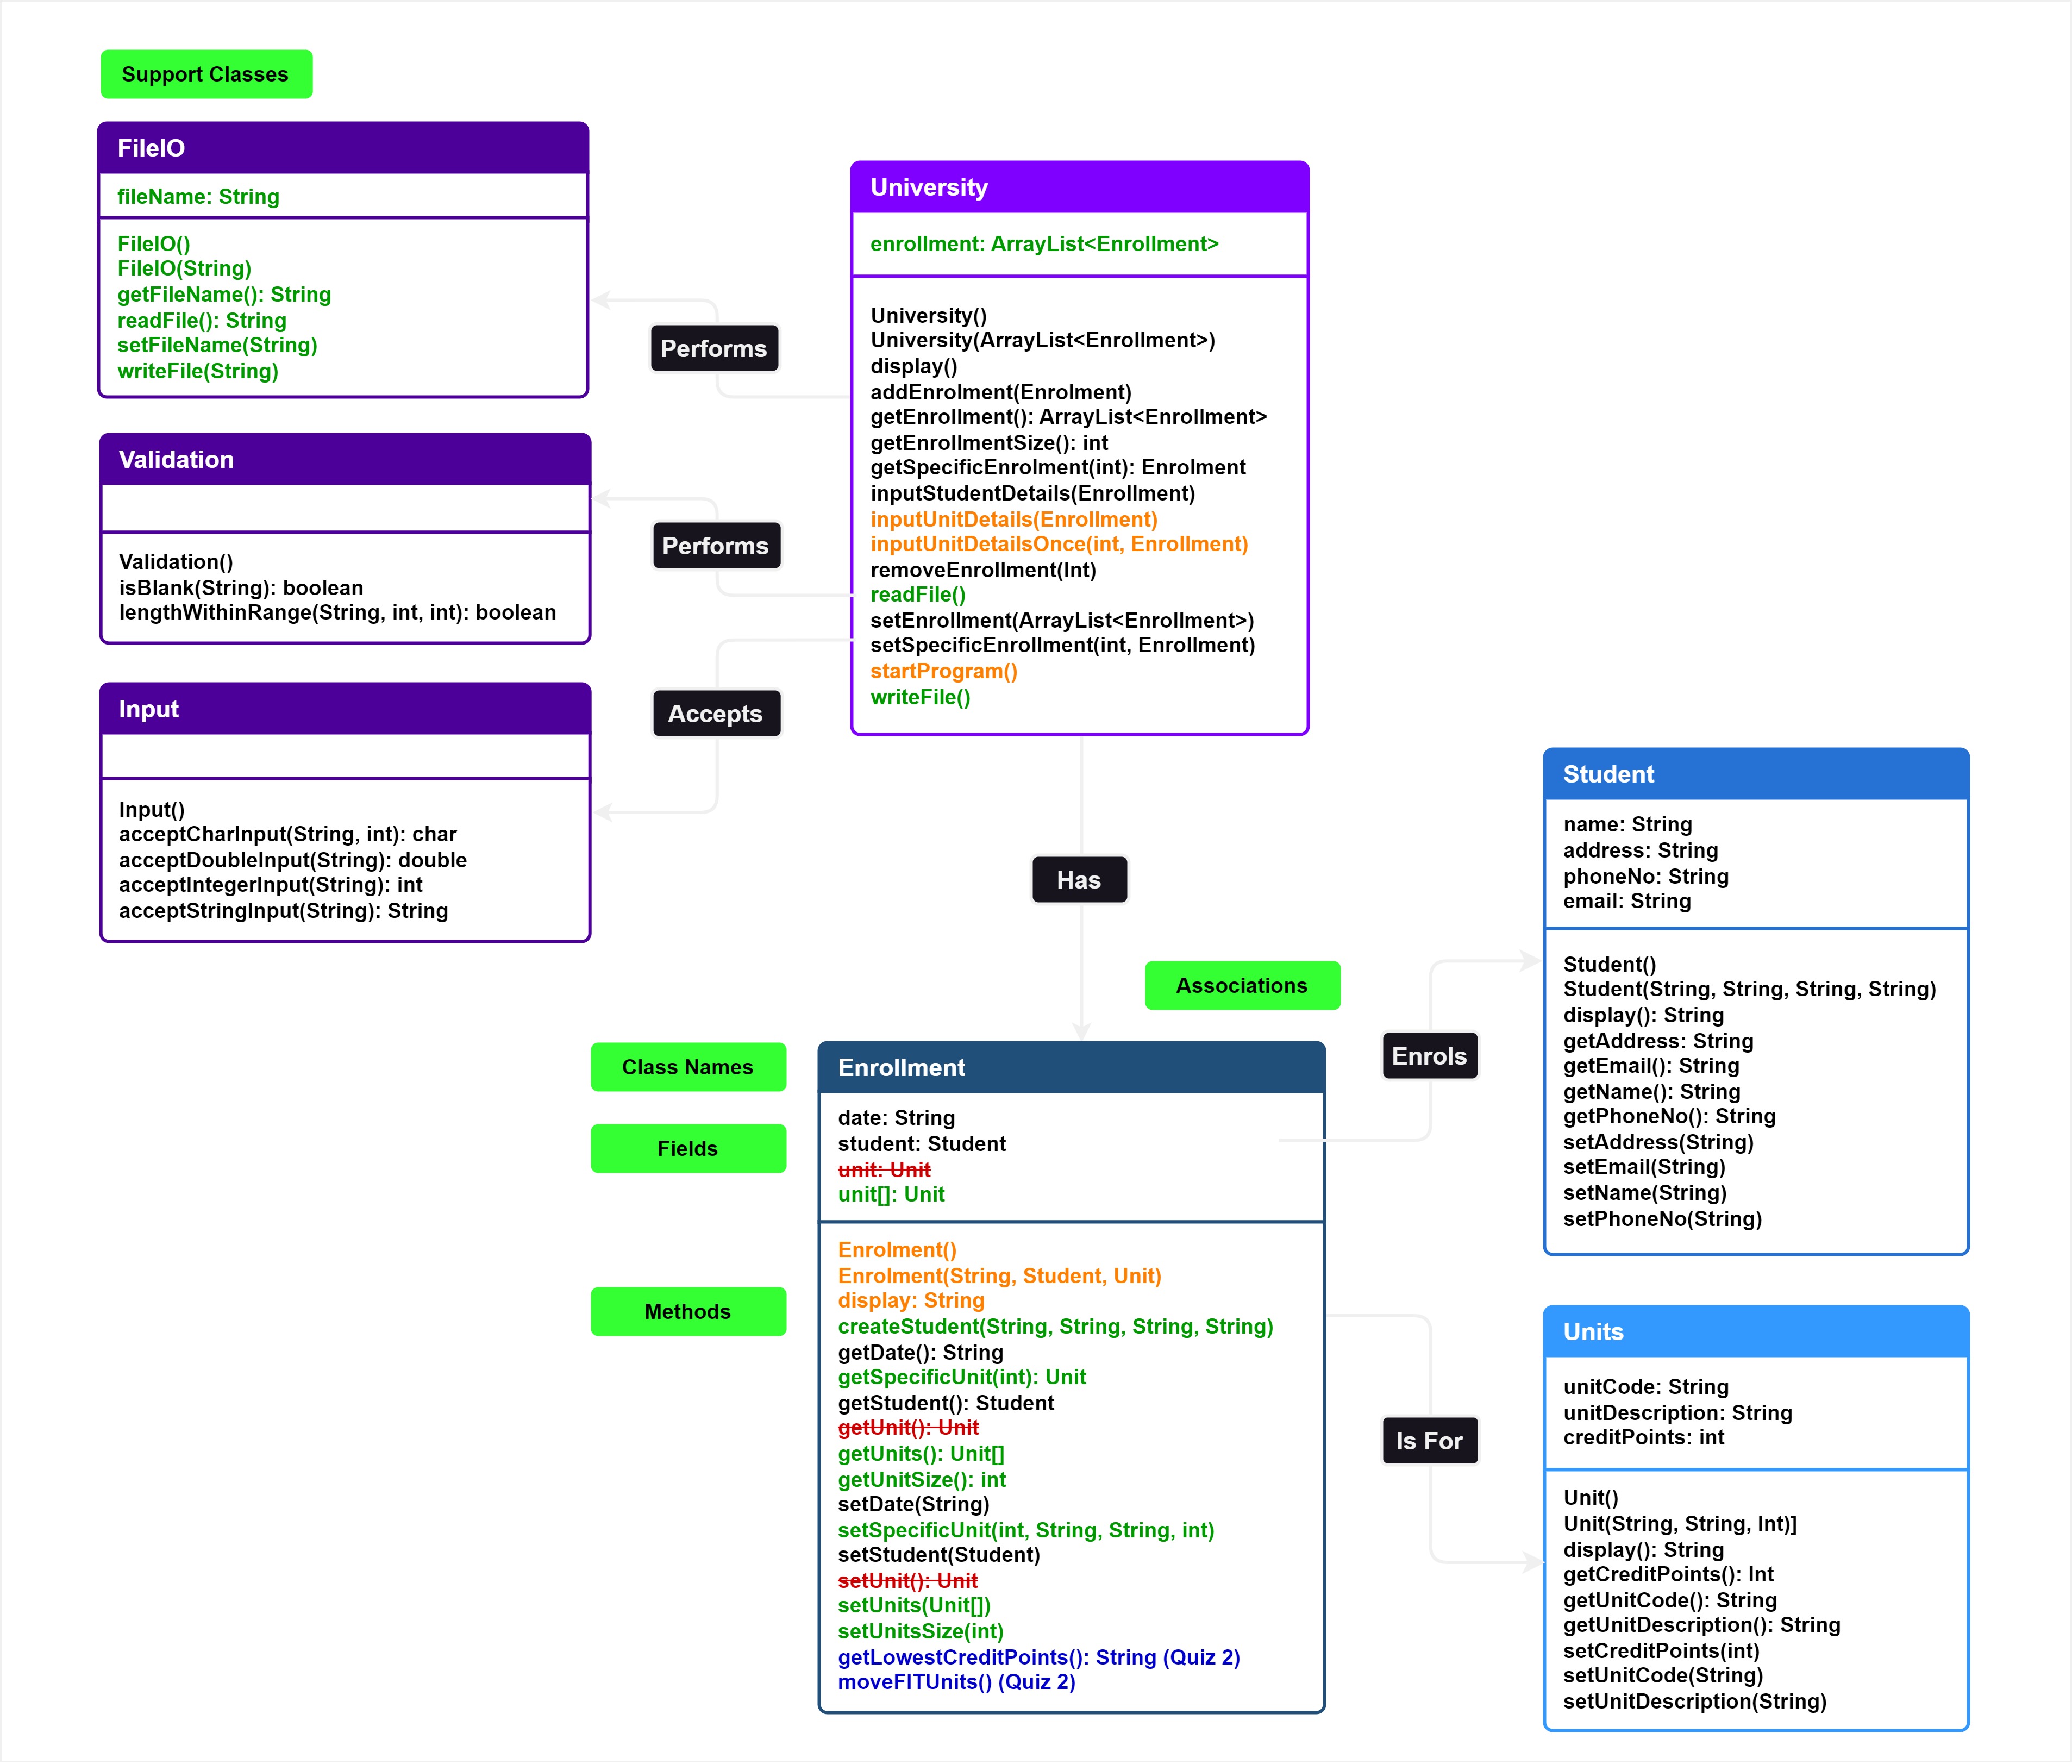 Support Classes
FileIO
fileName: String
FileIO()
FileIO(String)
getFileName(): String
readFile(): String
setFileName(String)
writeFile(String)
Performs
Validation
Validation()
isBlank(String): boolean
lengthWithinRange(String, int, int): boolean
Performs
Input
Input()
acceptCharInput(String, int): char
acceptDoubleInput(String): double
acceptIntegerInput(String): int
acceptStringInput(String): String
Accepts
University
enrollment: ArrayList<Enrollment>
University()
University(ArrayList<Enrollment>)
display()
addEnrolment(Enrolment)
getEnrollment(): ArrayList<Enrollment>
getEnrollmentSize(): int
getSpecificEnrolment(int): Enrolment
inputStudentDetails(Enrollment)
inputUnitDetails(Enrollment)
inputUnitDetailsOnce(int, Enrollment)
removeEnrollment(Int)
readFile()
setEnrollment(ArrayList<Enrollment>)
setSpecificEnrollment(int, Enrollment)
startProgram()
writeFile()
Has
Associations
Class Names
Fields
Methods
Enrollment
date: String
student: Student
unit: Unit
unit[]: Unit
Enrolment()
Enrolment(String, Student, Unit)
display: String
createStudent(String, String, String, String)
getDate(): String
getSpecificUnit(int): Unit
getStudent(): Student
getUnit(): Unit
getUnits(): Unit[]
getUnitSize(): int
setDate(String)
setSpecificUnit(int, String, String, int)
setStudent(Student)
setUnit(): Unit
setUnits(Unit[])
setUnitsSize(int)
getLowestCreditPoints(): String (Quiz 2)
moveFITUnits() (Quiz 2)
Enrols
Student
name: String
address: String
phoneNo: String
email: String
Student()
Student(String, String, String, String)
display(): String
getAddress: String
getEmail(): String
getName(): String
getPhoneNo(): String
setAddress(String)
setEmail(String)
setName(String)
setPhoneNo(String)
Is For
Units
unitCode: String
unitDescription: String
creditPoints: int
Unit()
Unit(String, String, Int)]
display(): String
getCreditPoints(): Int
getUnitCode(): String
getUnitDescription(): String
setCreditPoints(int)
setUnitCode(String)
setUnitDescription(String)